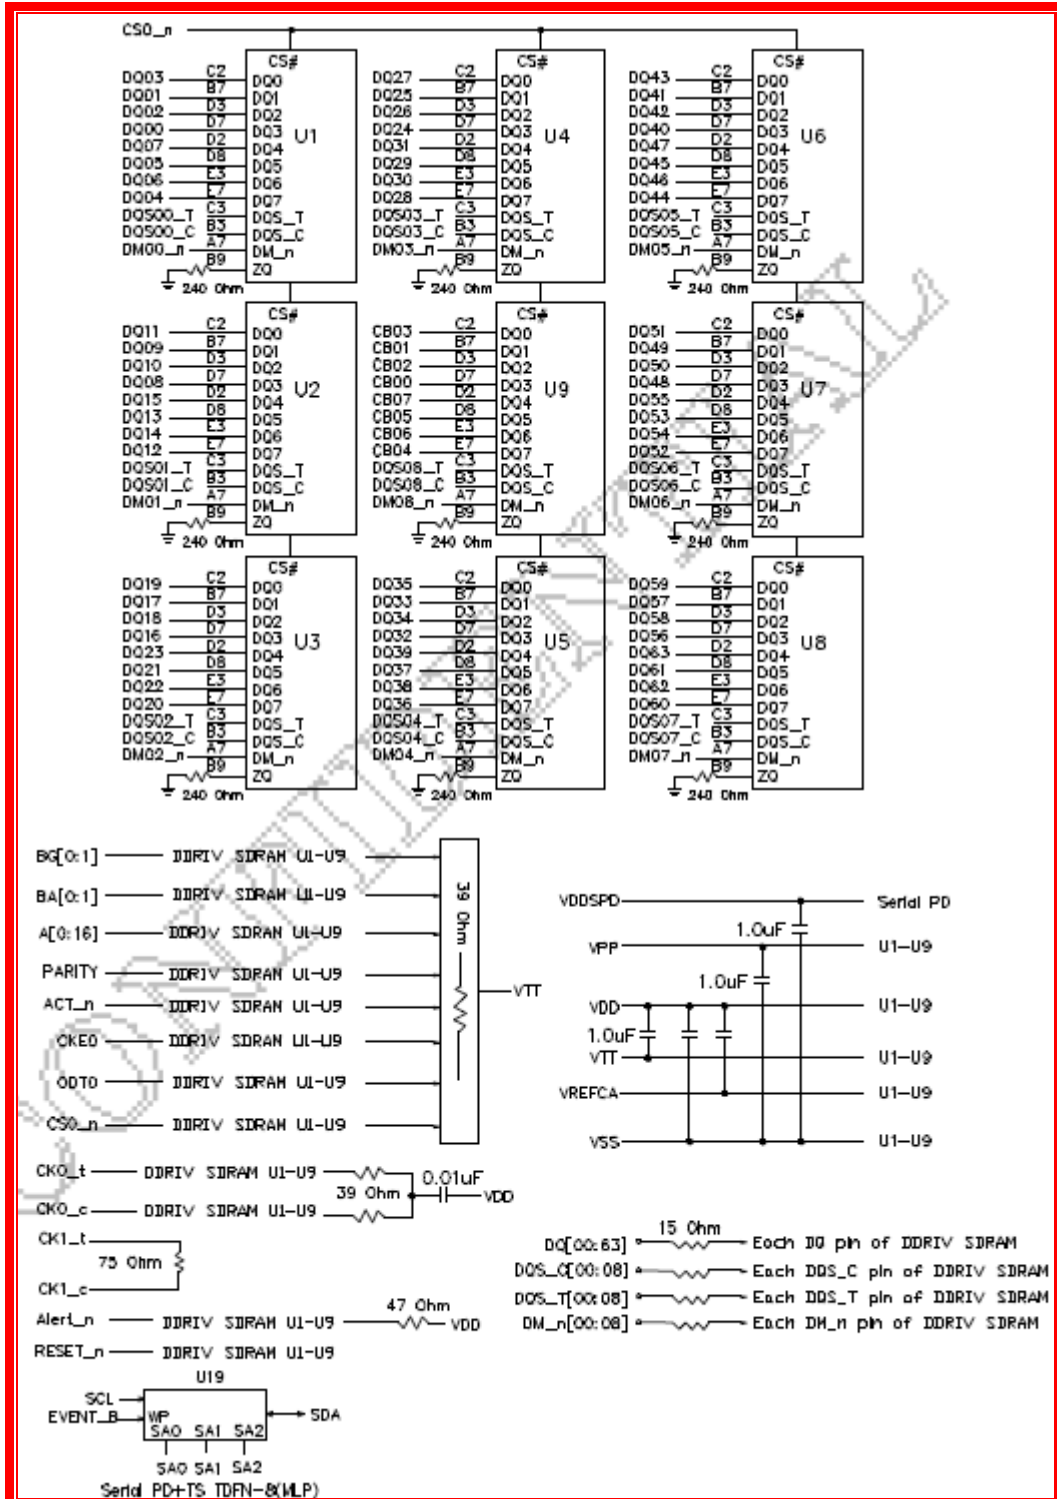 CS0_n
CS# CS# CS#
DQ03 C2 DQ0 DQ27 C2 DQ0 DQ43 C2 DQ0
DQ01 B7 DQ1 DQ25 B7 DQ1 DQ41 B7 DQ1
DQ02 D3 DQ2 DQ26 D3 DQ2 DQ42 D3 DQ2
DQ00 D7 DQ3 U1 DQ24 D7 DQ3 U4 DQ40 D7 DQ3 U6
DQ07 D2 DQ4 DQ31 D2 DQ4 DQ47 D2 DQ4
DQ05 D8 DQ5 DQ29 D8 DQ5 DQ45 D8 DQ5
DQ06 E3 DQ6 DQ30 E3 DQ6 DQ46 E3 DQ6
DQ04 E7 DQ7 DQ28 E7 DQ7 DQ44 E7 DQ7
DQS00_T C3 DQS_T DQS03_T C3 DQS_T DQS05_T C3 DQS_T
DQS00_C B3 DQS_C DQS03_C B3 DQS_C DQS05_C B3 DQS_C
DM00_n A7 DM_n DM03_n A7 DM_n DM05_n A7 DM_n
B9 ZQ B9 ZQ B9 ZQ
240 Ohm 240 Ohm 240 Ohm
CS# CS# CS#
DQ11 C2 DQ0 CB03 C2 DQ0 DQ51 C2 DQ0
DQ09 B7 DQ1 CB01 B7 DQ1 DQ49 B7 DQ1
DQ10 D3 DQ2 CB02 D3 DQ2 DQ50 D3 DQ2
DQ08 D7 DQ3 U2 CB00 D7 DQ3 U9 DQ48 D7 DQ3 U7
DQ15 D2 DQ4 CB07 D2 DQ4 DQ55 D2 DQ4
DQ13 D8 DQ5 CB05 D8 DQ5 DQ53 D8 DQ5
DQ14 E3 DQ6 CB06 E3 DQ6 DQ54 E3 DQ6
DQ12 E7 DQ7 CB04 E7 DQ7 DQ52 E7 DQ7
DQS01_T C3 DQS_T DQS08_T C3 DQS_T DQS06_T C3 DQS_T
DQS01_C B3 DQS_C DQS08_C B3 DQS_C DQS06_C B3 DQS_C
DM01_n A7 DM_n DM08_n A7 DM_n DM06_n A7 DM_n
B9 ZQ B9 ZQ B9 ZQ
240 Ohm 240 Ohm 240 Ohm
CS# CS# CS#
DQ19 C2 DQ0 DQ35 C2 DQ0 DQ59 C2 DQ0
DQ17 B7 DQ1 DQ33 B7 DQ1 DQ57 B7 DQ1
DQ18 D3 DQ2 DQ34 D3 DQ2 DQ58 D3 DQ2
DQ16 D7 DQ3 U3 DQ32 D7 DQ3 U5 DQ56 D7 DQ3 U8
DQ23 D2 DQ4 DQ39 D2 DQ4 DQ63 D2 DQ4
DQ21 D8 DQ5 DQ37 D8 DQ5 DQ61 D8 DQ5
DQ22 E3 DQ6 DQ38 E3 DQ6 DQ62 E3 DQ6
DQ20 E7 DQ7 DQ36 E7 DQ7 DQ60 E7 DQ7
DQS02_T C3 DQS_T DQS04_T C3 DQS_T DQS07_T C3 DQS_T
DQS02_C B3 DQS_C DQS04_C B3 DQS_C DQS07_C B3 DQS_C
DM02_n A7 DM_n DM04_n A7 DM_n DM07_n A7 DM_n
B9 ZQ B9 ZQ B9 ZQ
240 Ohm 240 Ohm 240 Ohm
CONFIDENTIAL
BG[0:1] DDRIV SDRAM U1-U9
BA[0:1] DDRIV SDRAM U1-U9
A[0:16] DDRIV SDRAM U1-U9
PARITY DDRIV SDRAM U1-U9
ACT_n DDRIV SDRAM U1-U9
CKE0 DDRIV SDRAM U1-U9
ODT0 DDRIV SDRAM U1-U9
CS0_n DDRIV SDRAM U1-U9
39 Ohm
VTT
VDDSPD Serial PD
1.0uF
VPP U1-U9
1.0uF
VDD U1-U9
1.0uF
VTT U1-U9
VREFCA U1-U9
VSS U1-U9
CK0_t DDRIV SDRAM U1-U9
39 Ohm 0.01uF VDD
CK0_c DDRIV SDRAM U1-U9
CK1_t
75 Ohm
CK1_c
Alert_n DDRIV SDRAM U1-U9 47 Ohm VDD
RESET_n DDRIV SDRAM U1-U9
15 Ohm
DQ[00:63] Each DQ pin of DDRIV SDRAM
DQS_C[00:08] Each DQS_C pin of DDRIV SDRAM
DQS_T[00:08] Each DQS_T pin of DDRIV SDRAM
DM_n[00:08] Each DM_n pin of DDRIV SDRAM
U19
SCL
EVENT_B WP SDA
SA0 SA1 SA2
SA0 SA1 SA2
Serial PD+TS TDFN-8(MLP)